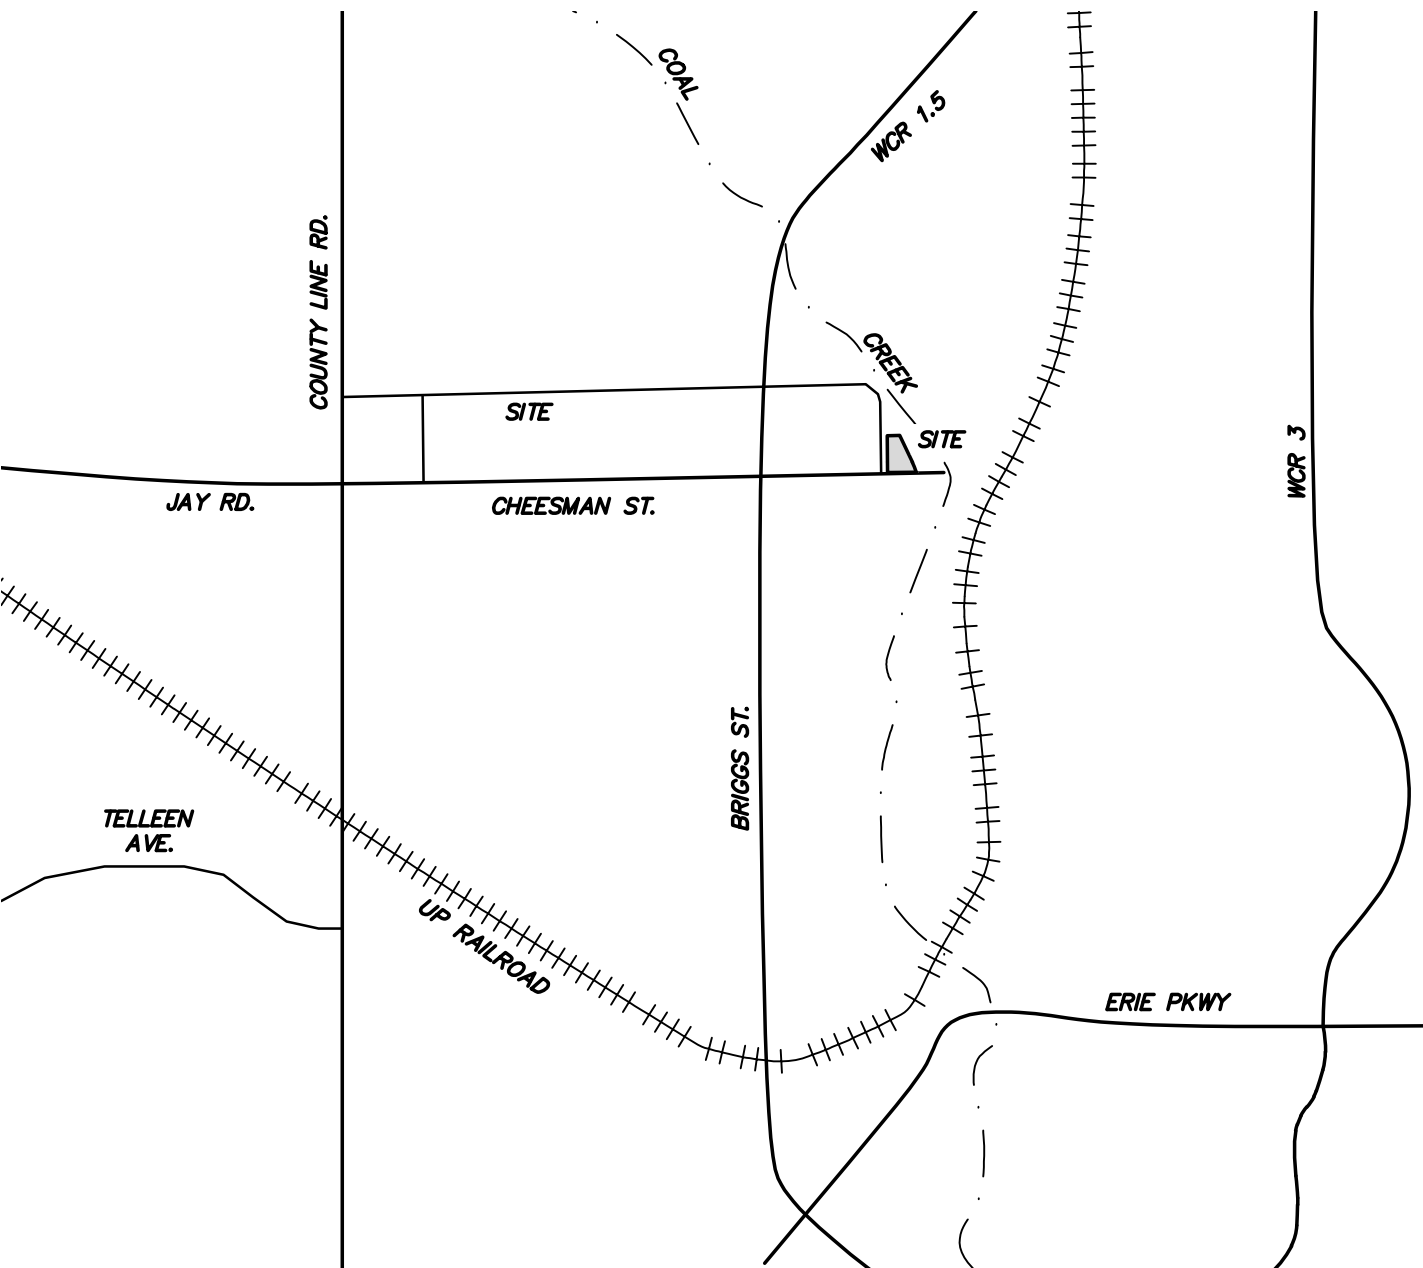 COAL
WCR 1.5
COUNTY LINE RD.
CREEK
SITE
SITE
WCR 3
JAY RD.
CHEESMAN ST.
BRIGGS ST.
TELLEEN
AVE.
UP RAILROAD
ERIE PKWY